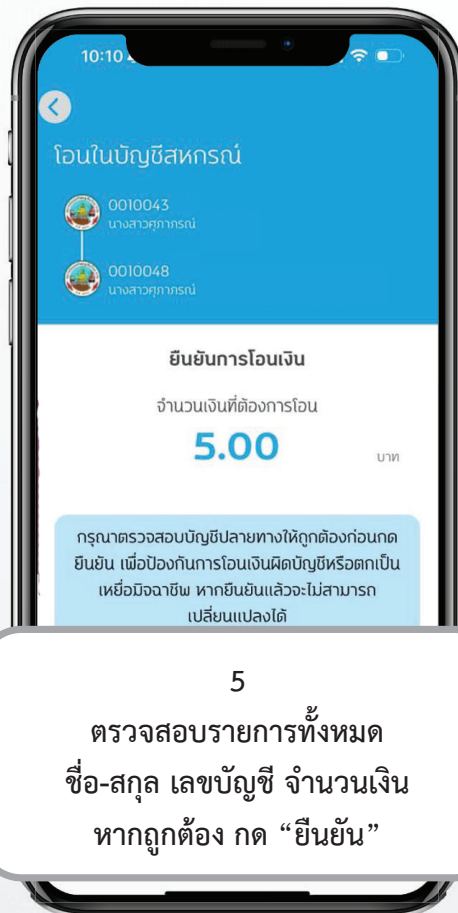 10:10
โอนในบัญชีสหกรณ์
0010043
นางสาวศุภาภรณ์
0010048
นางสาวศุภาภรณ์
ยืนยันการโอนเงิน
จำนวนเงินที่ต้องการโอน
5.00 บาท
กรุณาตรวจสอบบัญชีปลายทางให้ถูกต้องก่อนกด
ยืนยัน เพื่อป้องกันการโอนเงินผิดบัญชีหรือตกเป็น
เหยื่อมิจฉาชีพ หากยืนยันแล้วจะไม่สามารถ
เปลี่ยนแปลงได้
5
ตรวจสอบรายการทั้งหมด
ชื่อ-สกุล เลขบัญชี จำนวนเงิน
หากถูกต้อง กด “ยืนยัน”